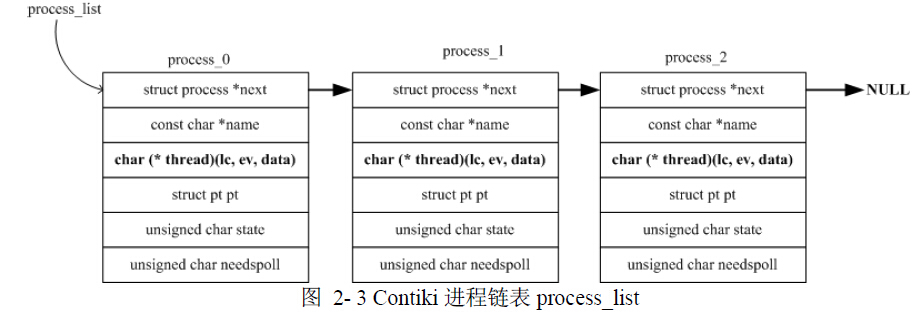 process_list
process_0
process_1
process_2
struct process *next
struct process *next
struct process *next
NULL
const char *name
const char *name
const char *name
char (* thread)(lc, ev, data)
char (* thread)(lc, ev, data)
char (* thread)(lc, ev, data)
struct pt pt
struct pt pt
struct pt pt
unsigned char state
unsigned char state
unsigned char state
unsigned char needspoll
unsigned char needspoll
unsigned char needspoll
图 2- 3 Contiki 进程链表 process_list